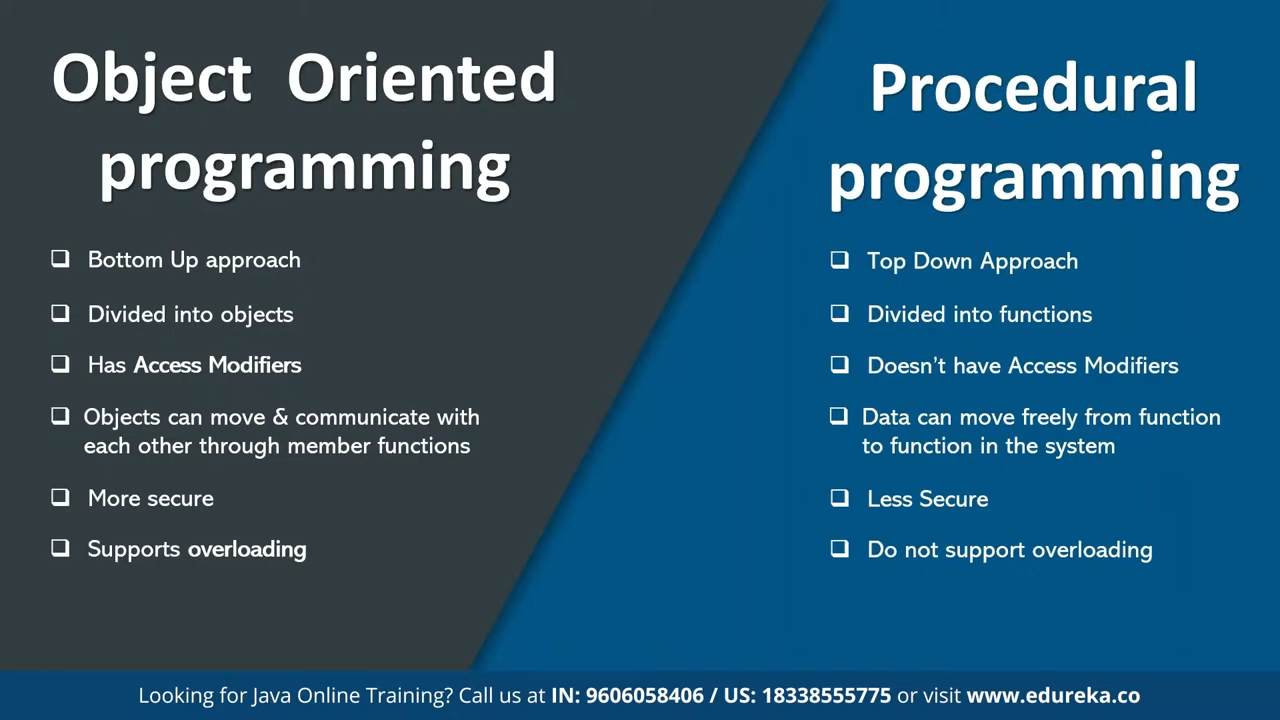 Object Oriented
programming
❑ Bottom Up approach
❑ Divided into objects
❑ Has Access Modifiers
❑ Objects can move & communicate with
each other through member functions
❑ More secure
❑ Supports overloading
Procedural
programming
❑ Top Down Approach
❑ Divided into functions
❑ Doesn’t have Access Modifiers
❑ Data can move freely from function
to function in the system
❑ Less Secure
❑ Do not support overloading
Looking for Java Online Training? Call us at IN: 9606058406 / US: 18338555775 or visit www.edureka.co